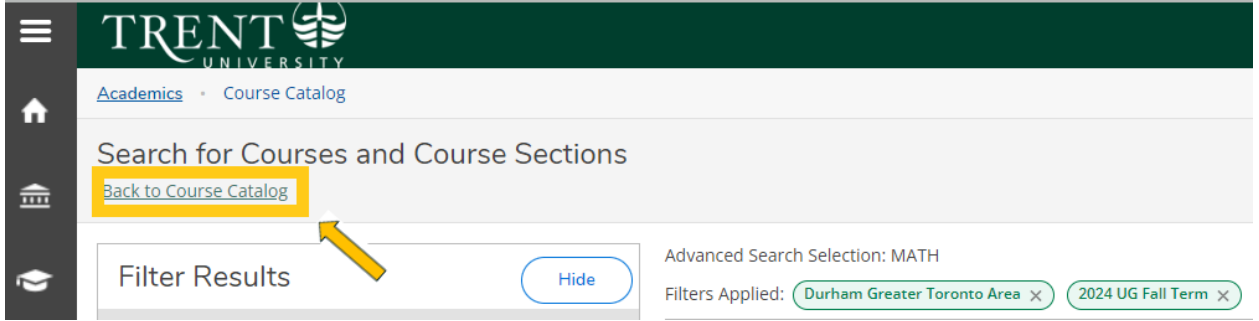 TRENT
UNIVERSITY
Academics • Course Catalog
Search for Courses and Course Sections
Back to Course Catalog
Filter Results
Hide
Advanced Search Selection: MATH
Filters Applied: Durham Greater Toronto Area × 2024 UG Fall Term ×